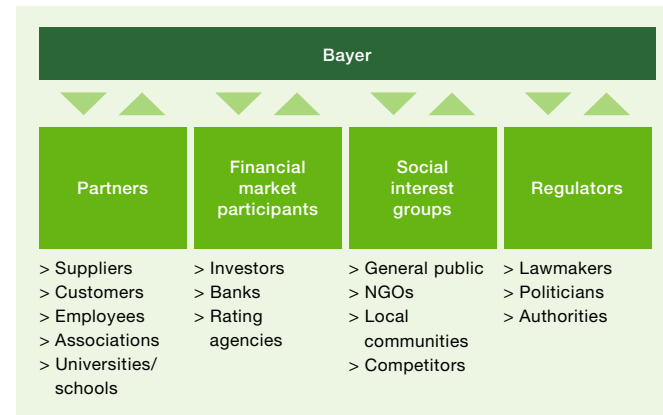 Bayer
Partners
Financial
market
participants
Social
interest
groups
Regulators
> Suppliers
> Customers
> Employees
> Associations
> Universities/
schools
> Investors
> Banks
> Rating
agencies
> General public
> NGOs
> Local
communities
> Competitors
> Lawmakers
> Politicians
> Authorities